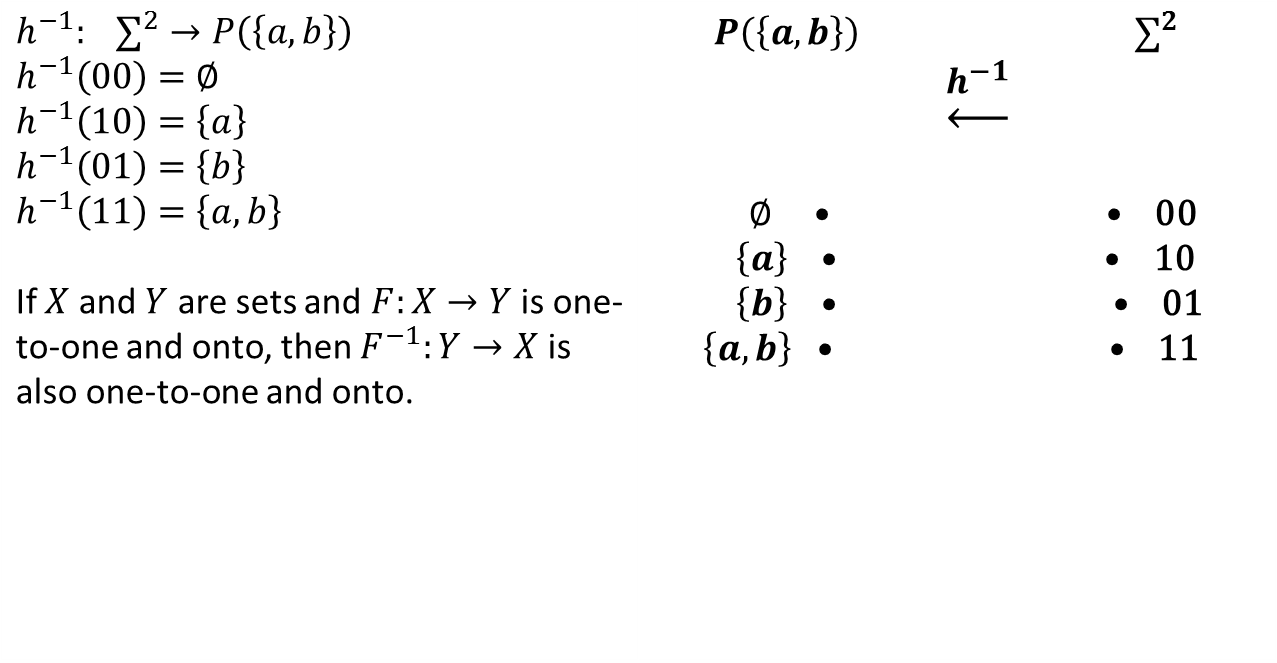 h⁻¹: ∑² → P({a, b})
h⁻¹(00) = ∅
h⁻¹(10) = {a}
h⁻¹(01) = {b}
h⁻¹(11) = {a, b}
If X and Y are sets and F: X → Y is one-
to-one and onto, then F⁻¹: Y → X is
also one-to-one and onto.
P({a, b}) ∑²
h⁻¹
←
∅ • • 00
{a} • • 10
{b} • • 01
{a, b} • • 11